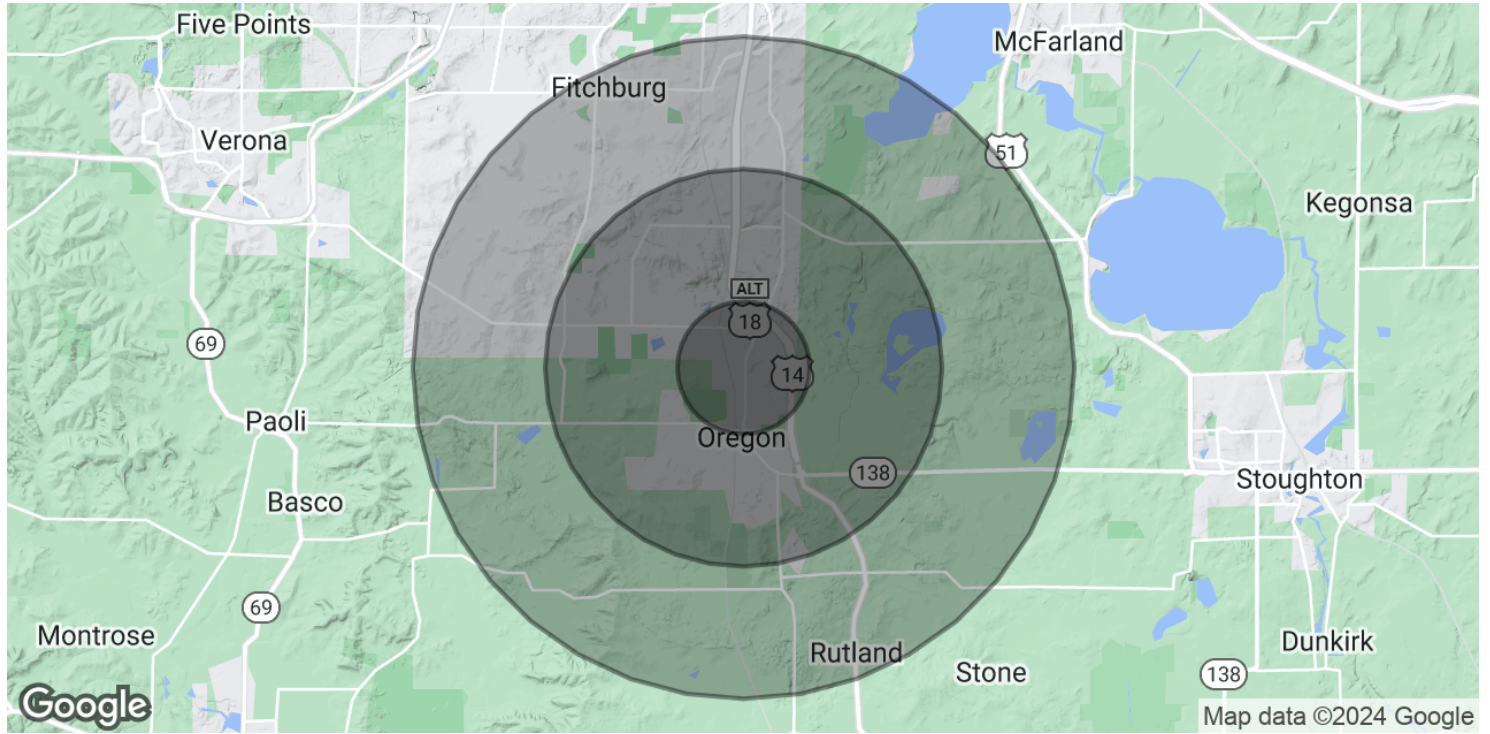 Five Points
McFarland
Fitchburg
Verona
51
Kegonsa
ALT
18
69
14
Paoli
Oregon
138
Stoughton
Basco
69
Montrose
Rutland
Dunkirk
Stone
138
Google
Map data ©2024 Google